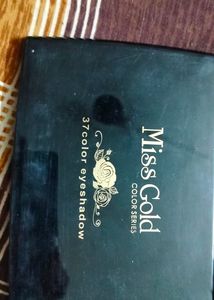 Miss Gold
COLOR SERIES
37color eyeshadow